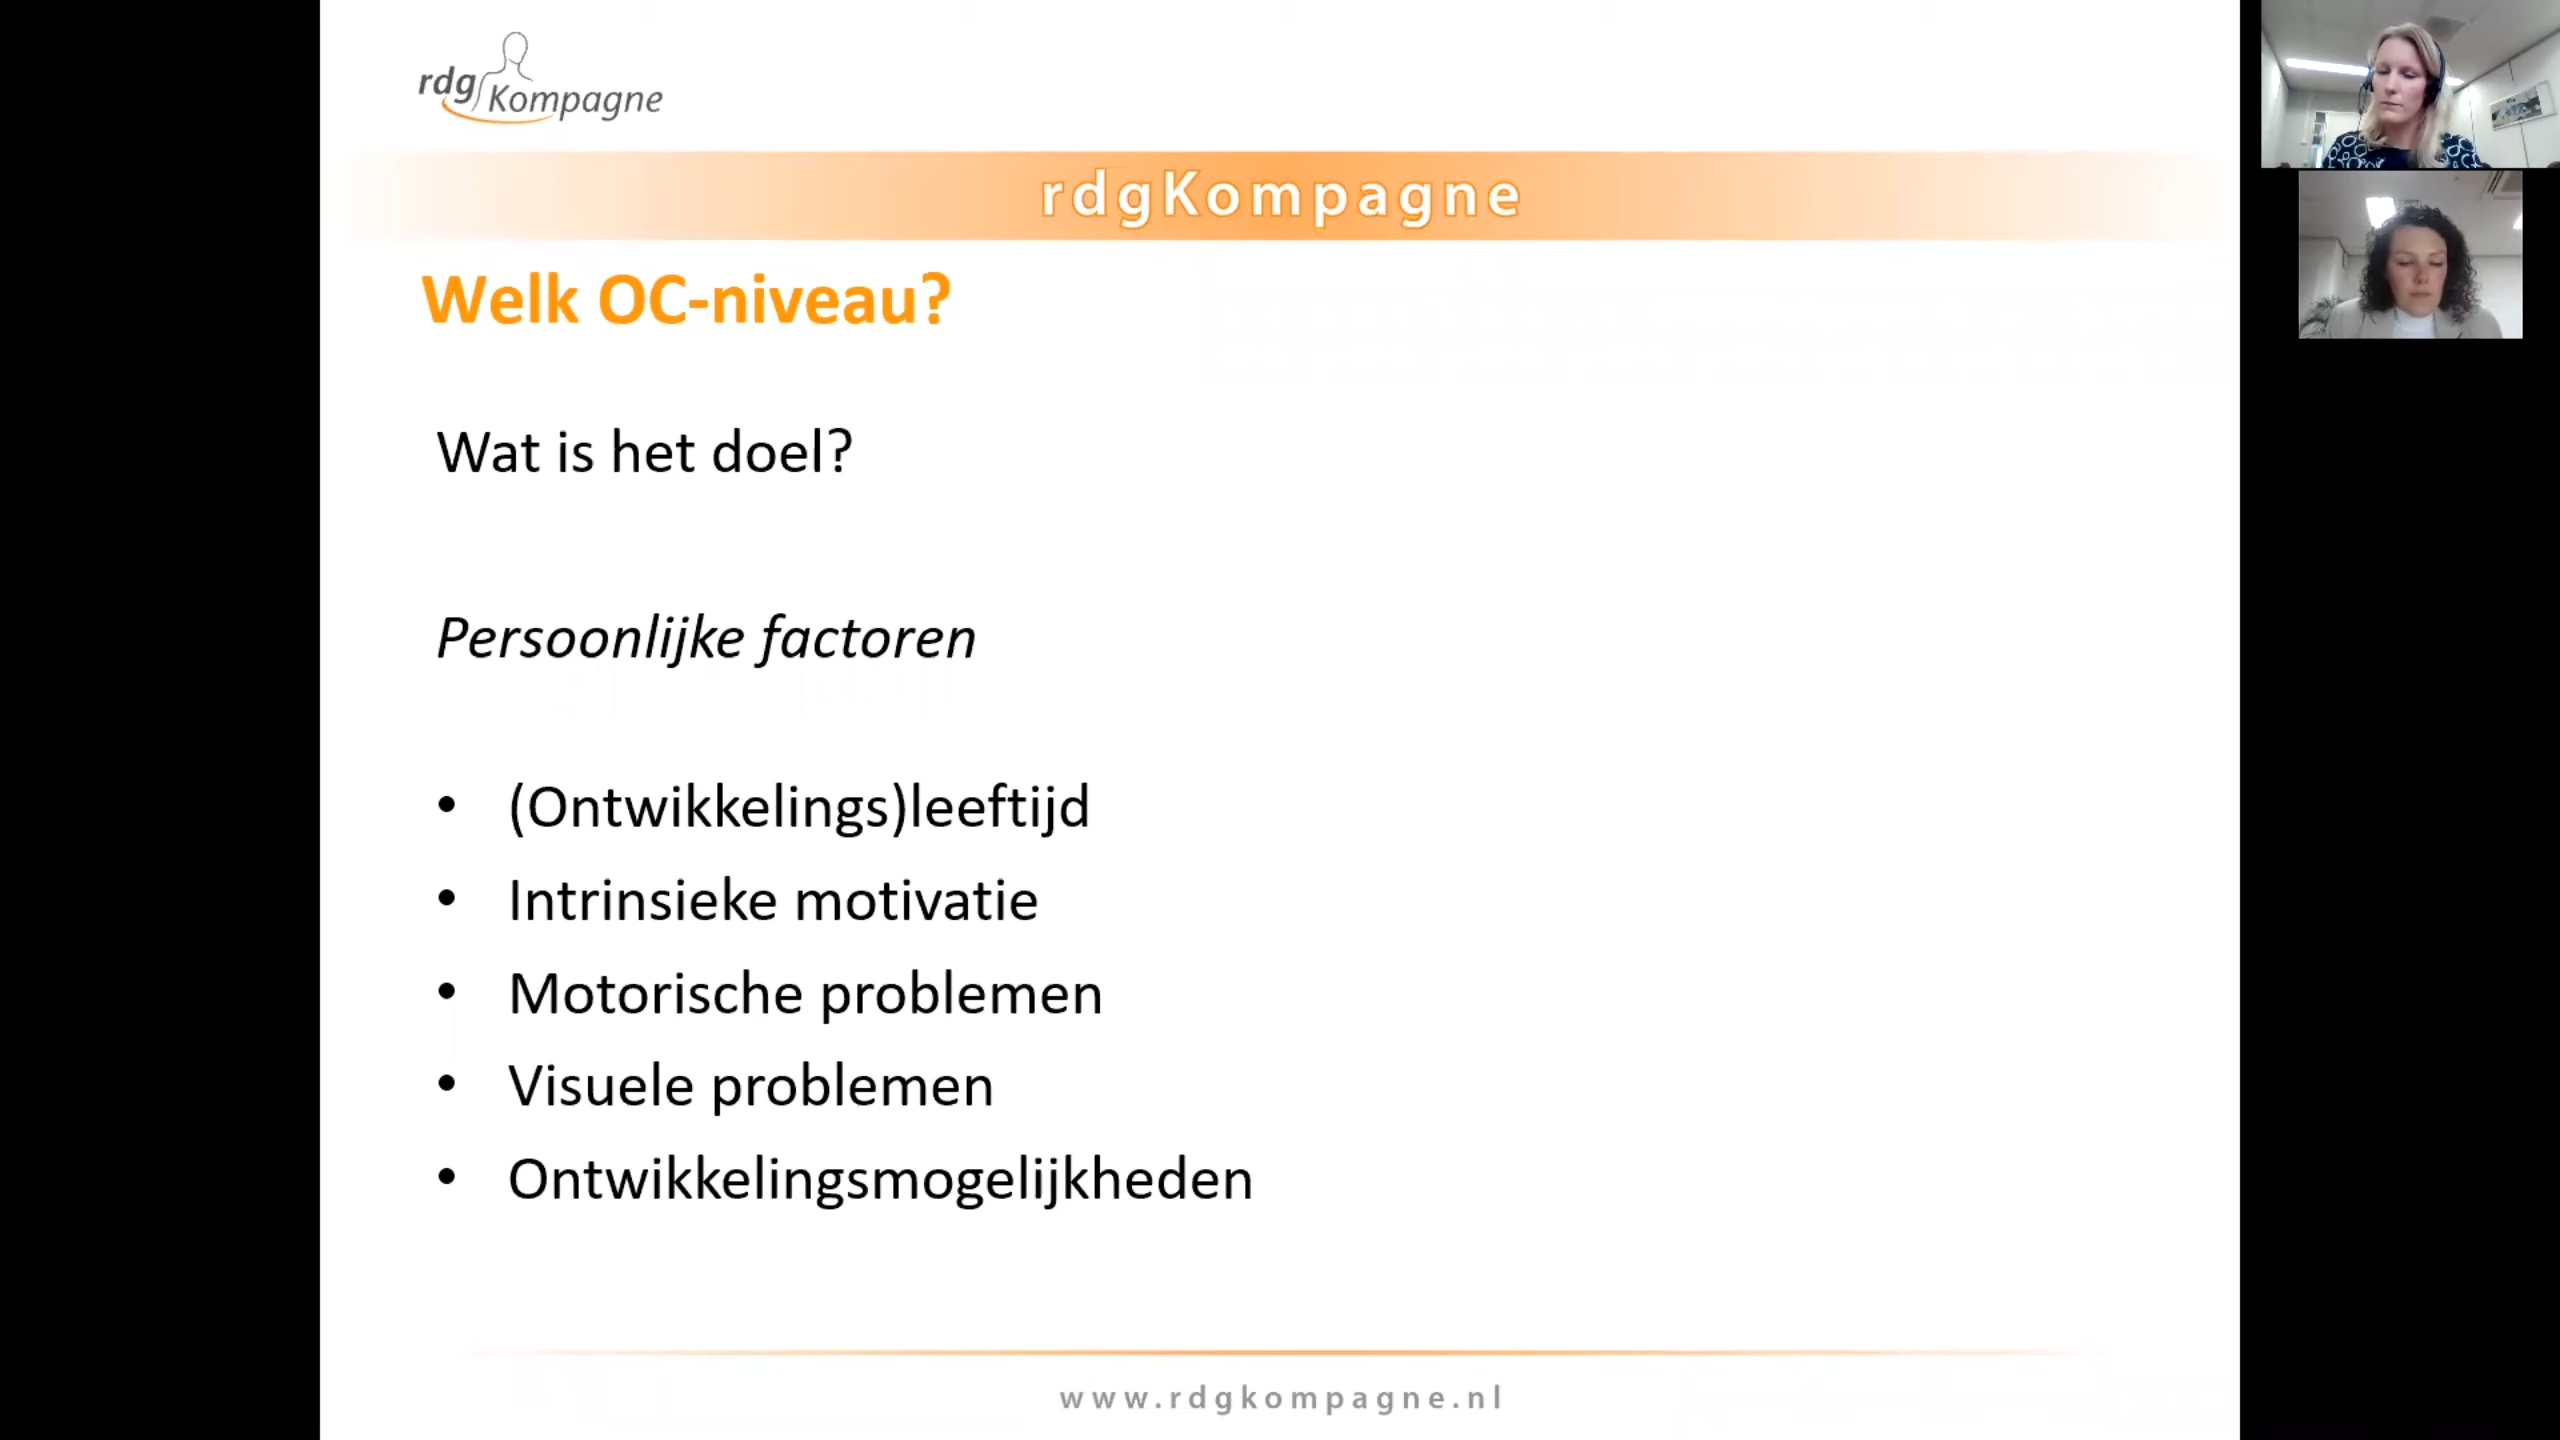 rdg Kompagne
rdgKompagne
Welk OC-niveau?
Wat is het doel?
Persoonlijke factoren
• (Ontwikkelings)leeftijd
• Intrinsieke motivatie
• Motorische problemen
• Visuele problemen
• Ontwikkelingsmogelijkheden
www.rdgkompagne.nl